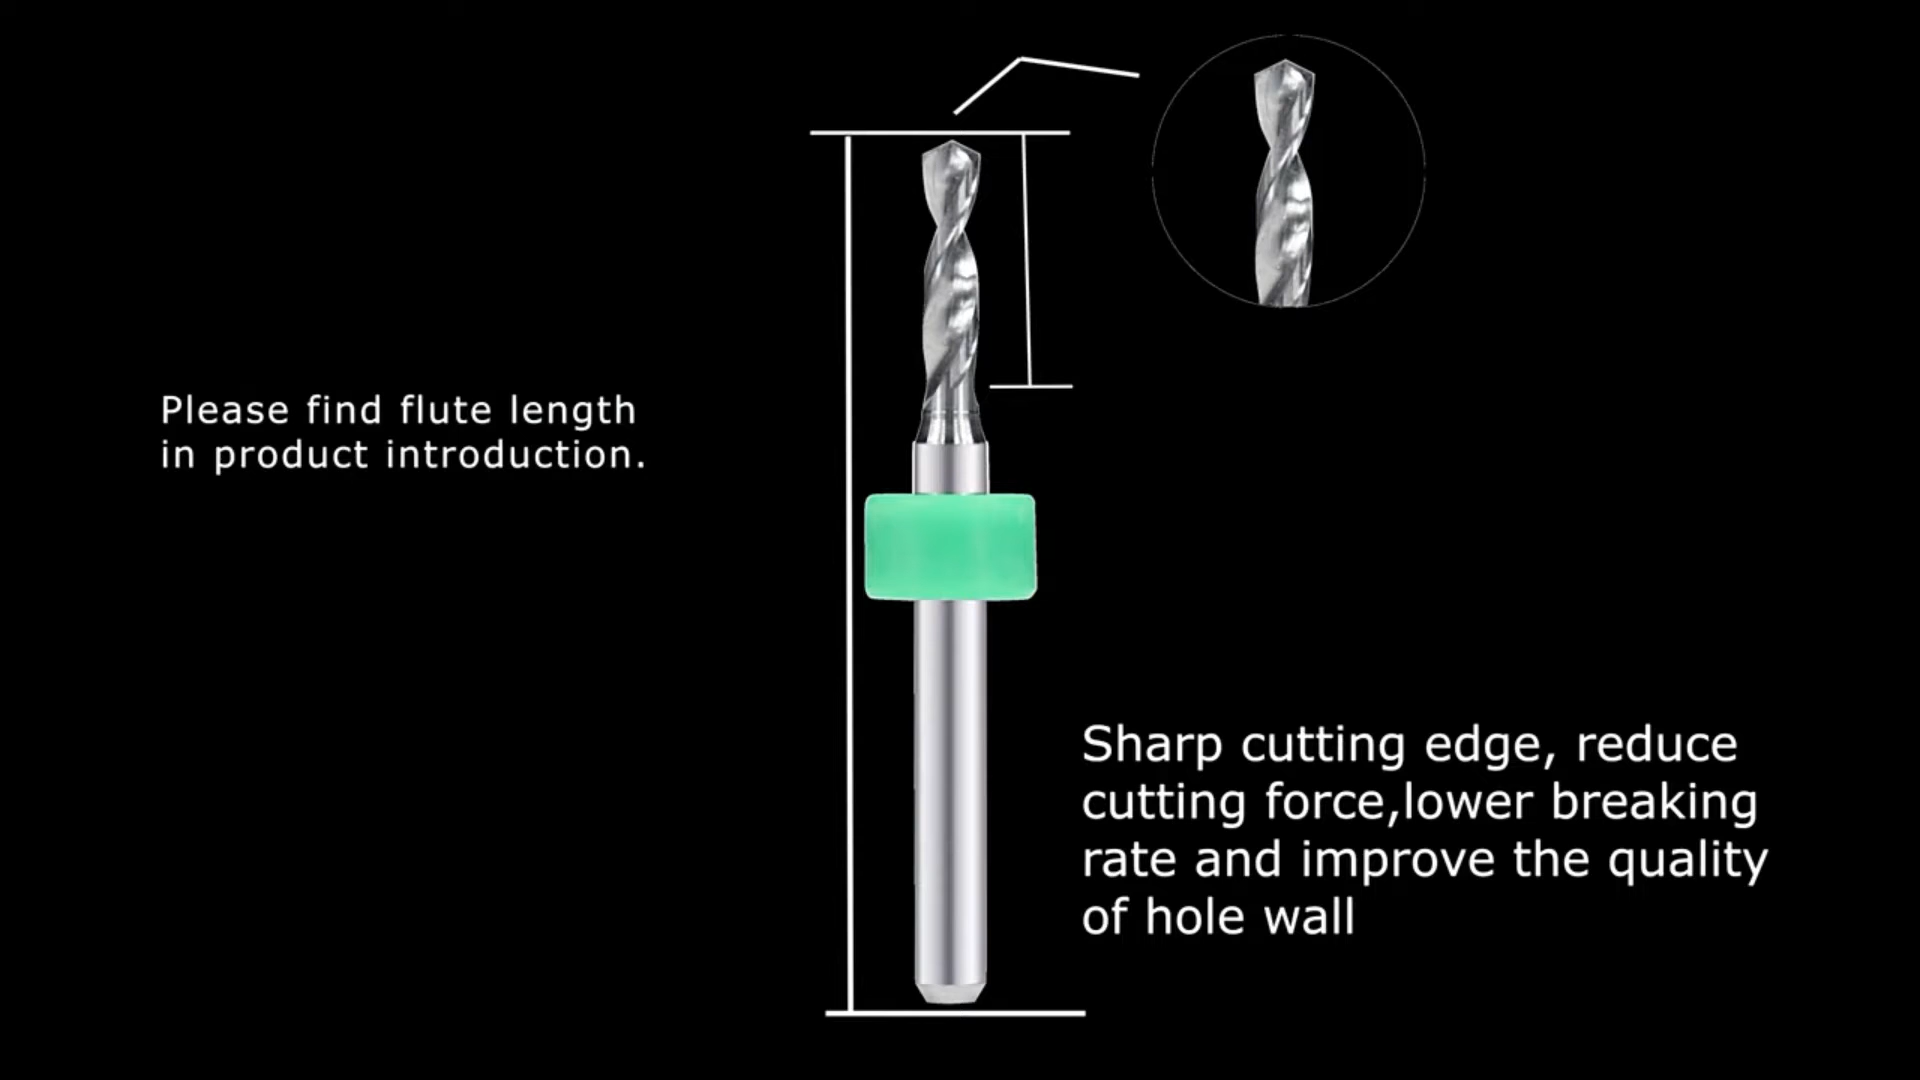 Please find flute length
in product introduction.
Sharp cutting edge, reduce
cutting force,lower breaking
rate and improve the quality
of hole wall